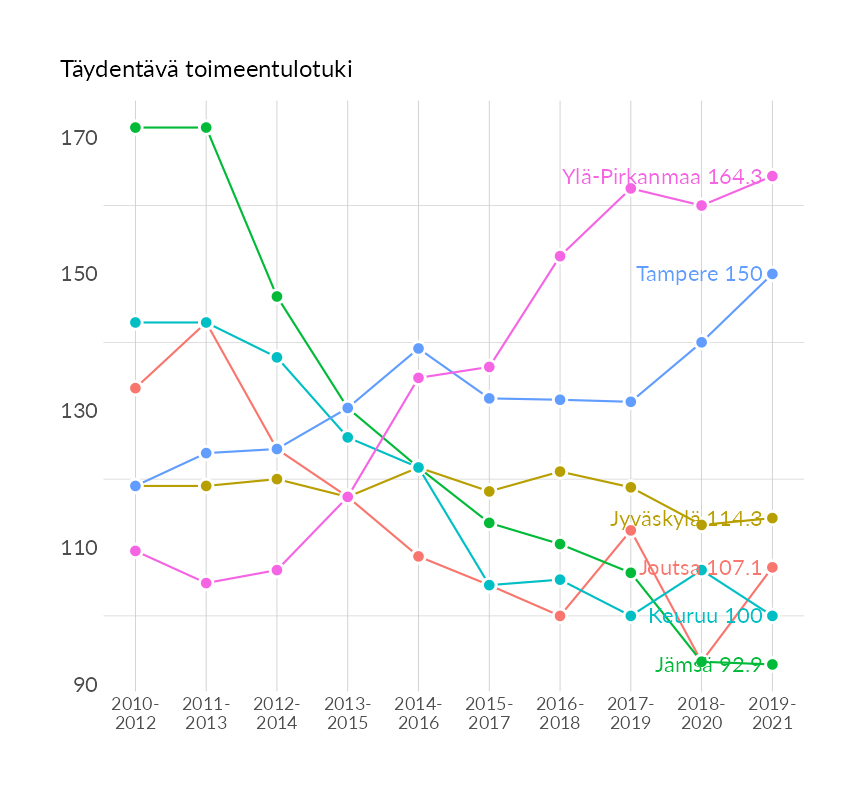 Täydentävä toimeentulotuki
170
Ylä-Pirkanmaa 164.3
150
Tampere 150
130
Jyväskylä 114.3
110
Joutsa 107.1
Keuruu 100
Jämsä 92.9
90
2010- 2011- 2012- 2013- 2014- 2015- 2016- 2017- 2018- 2019-
2012 2013 2014 2015 2016 2017 2018 2019 2020 2021